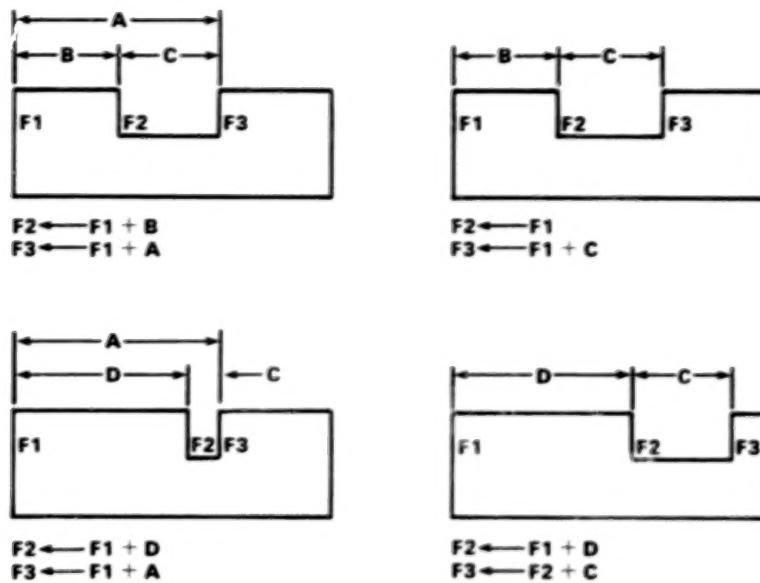 A
B C
F1 F2 F3
F2 ← F1 + B
F3 ← F1 + A
B C
F1 F2 F3
F2 ← F1
F3 ← F1 + C
A
D C
F1 F2 F3
F2 ← F1 + D
F3 ← F1 + A
D C
F1 F2 F3
F2 ← F1 + D
F3 ← F2 + C